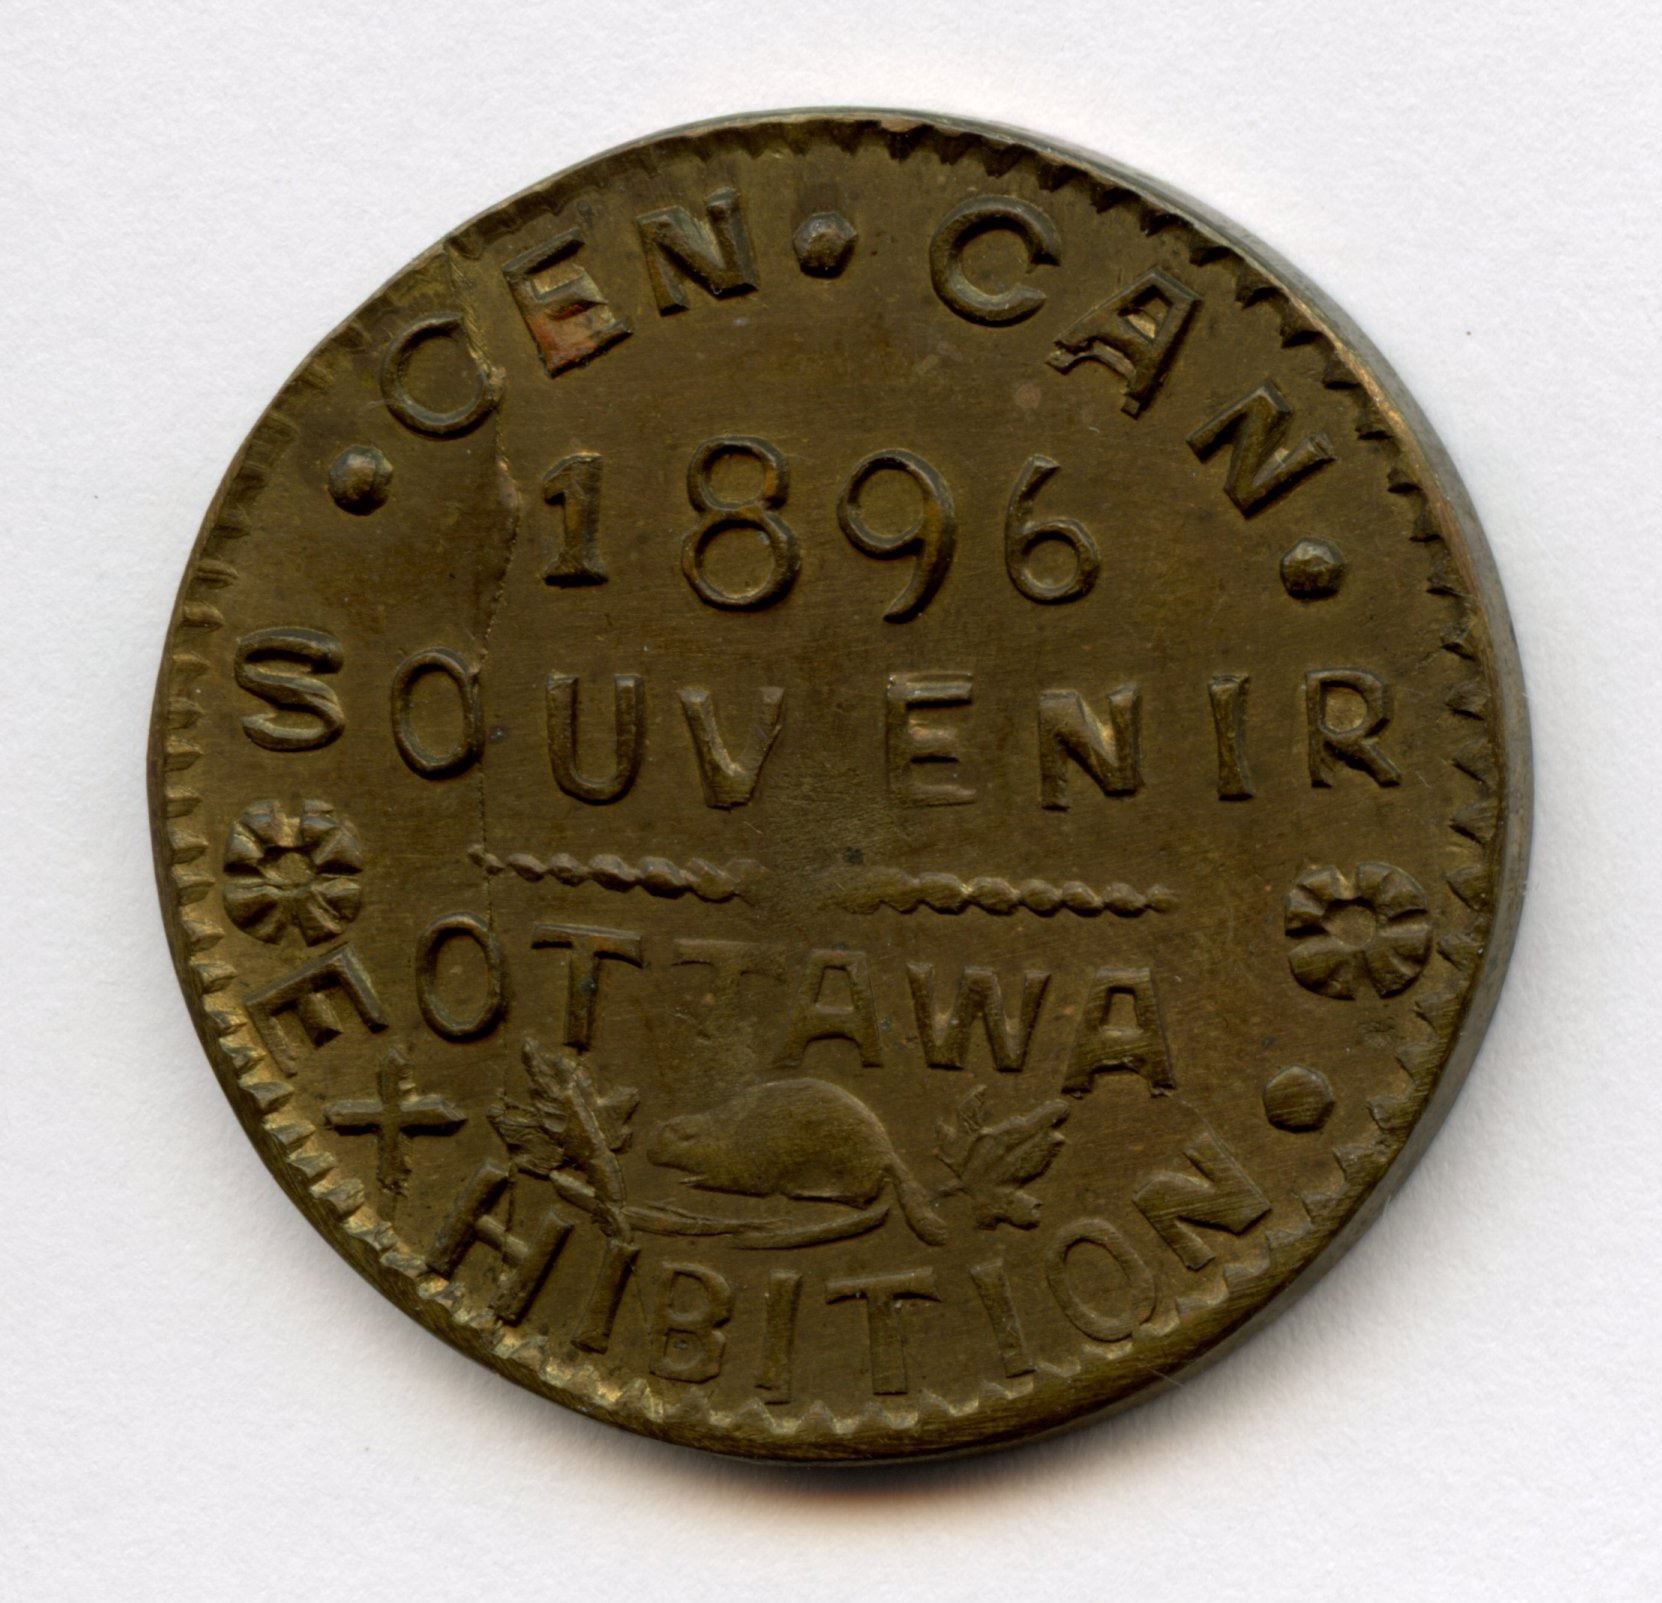 ·CEN·CAN·
1896
SOUVENIR
OTTAWA
EXHIBITION·